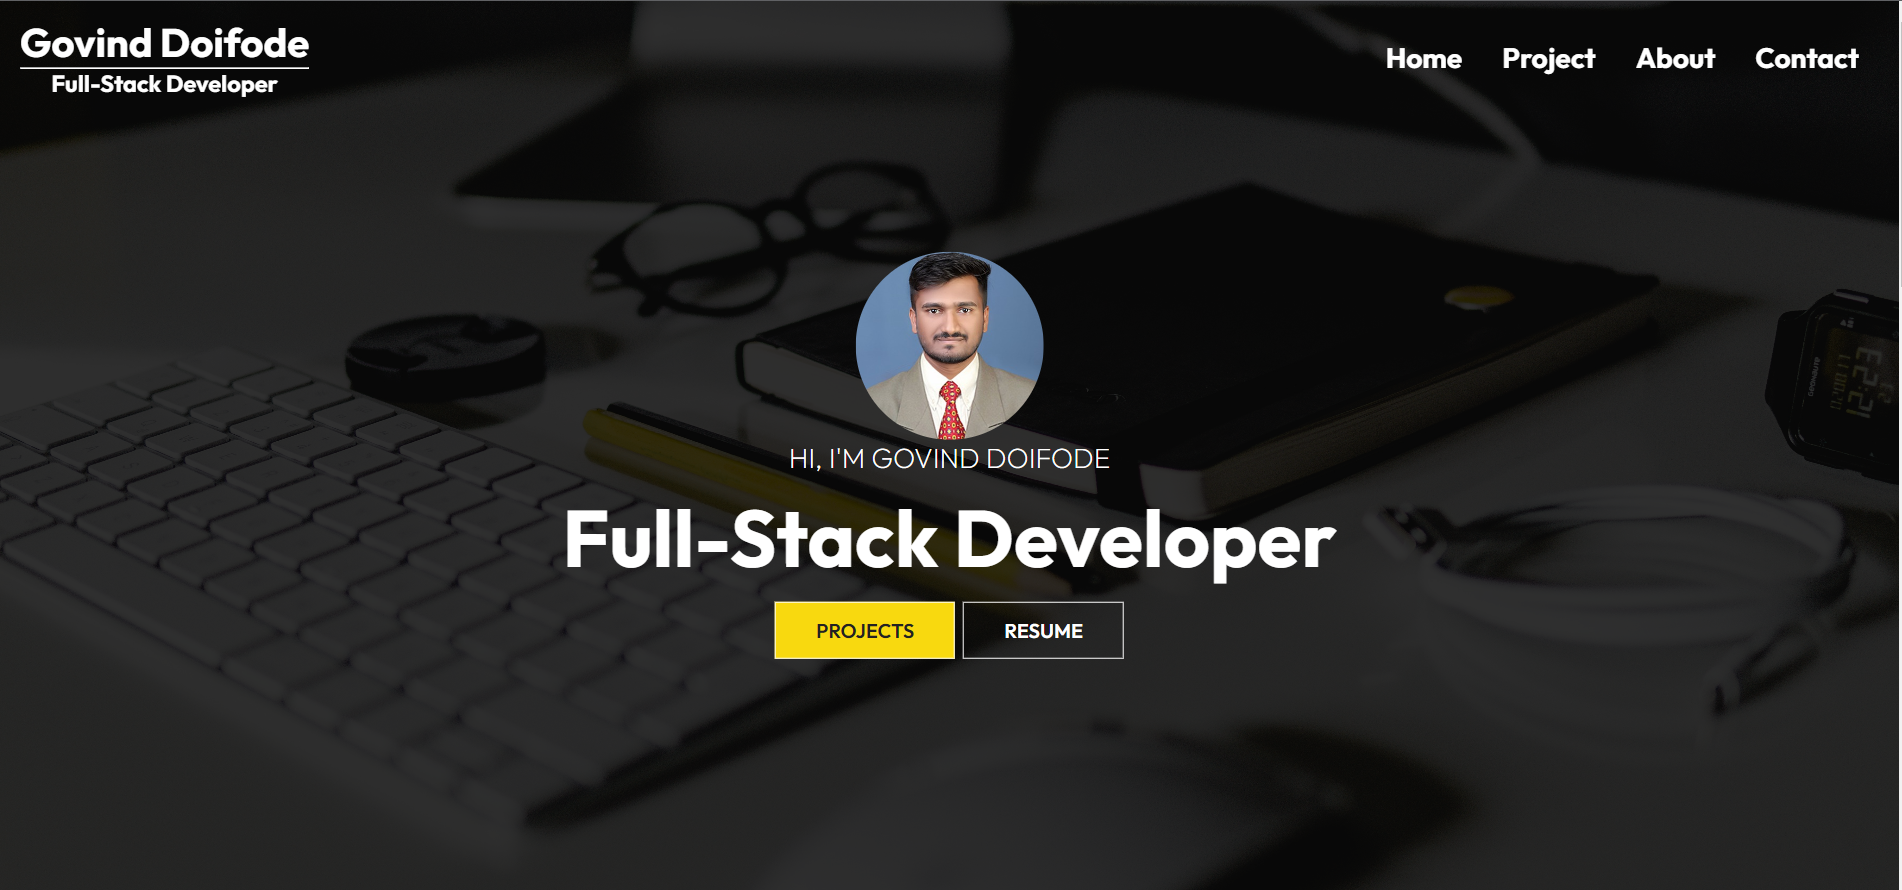 Govind Doifode
Full-Stack Developer
Home Project About Contact
HI, I'M GOVIND DOIFODE
Full-Stack Developer
PROJECTS
RESUME